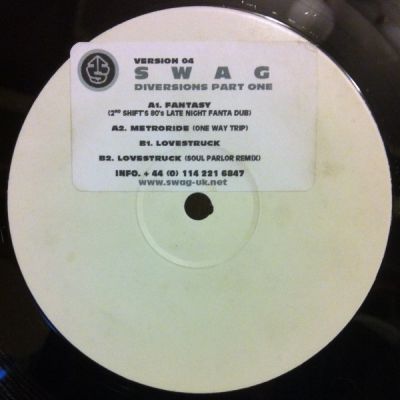 VERSION 04
SWAG
DIVERSIONS PART ONE
A1. FANTASY
(2ND SHIFT'S 80's LATE NIGHT FANTA DUB)
A2. METRORIDE (ONE WAY TRIP)
B1. LOVESTRUCK
B2. LOVESTRUCK (SOUL PARLOR REMIX)
INFO. + 44 (0) 114 221 6847
www.swag-uk.net